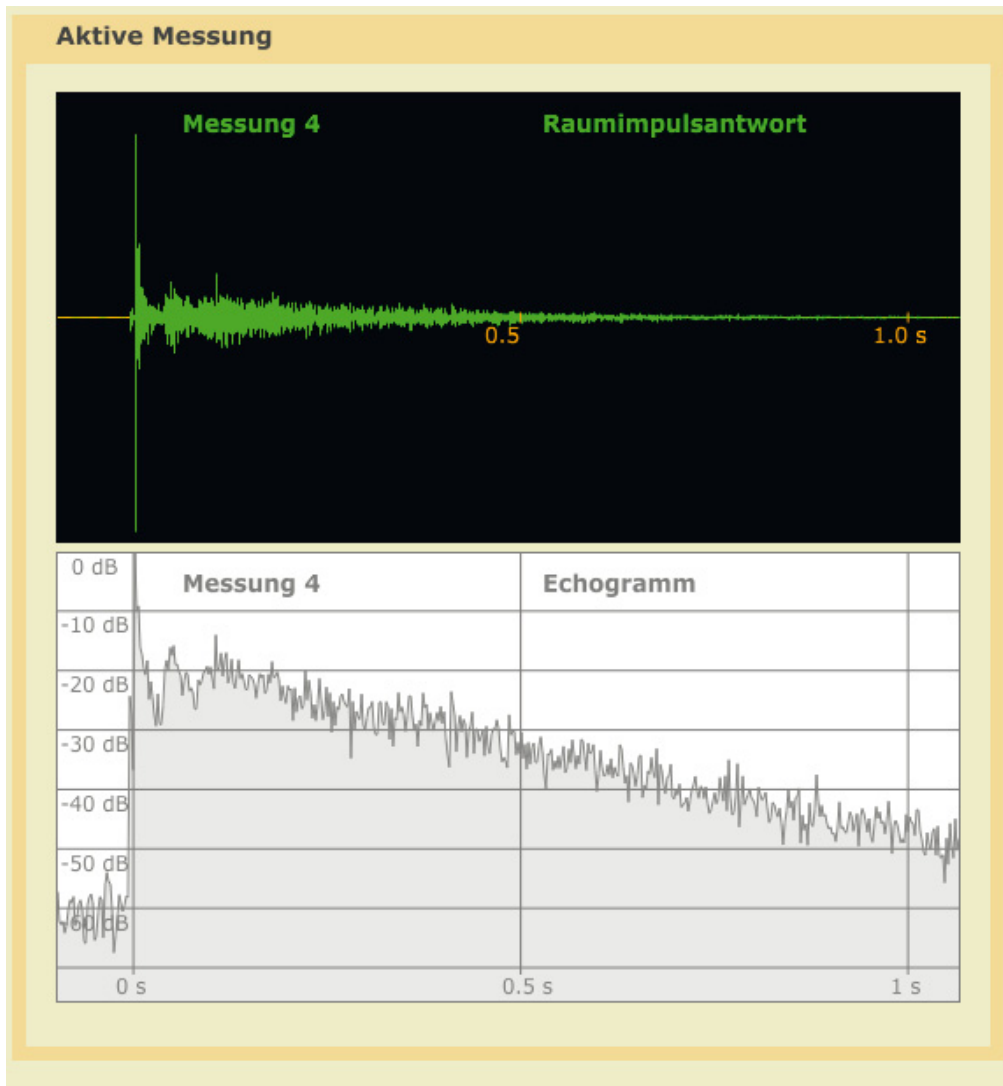 Aktive Messung
Messung 4 Raumimpulsantwort
0.5 1.0 s
0 dB
Messung 4 Echogramm
-10 dB
-20 dB
-30 dB
-40 dB
-50 dB
-60 dB
0 s 0.5 s 1 s